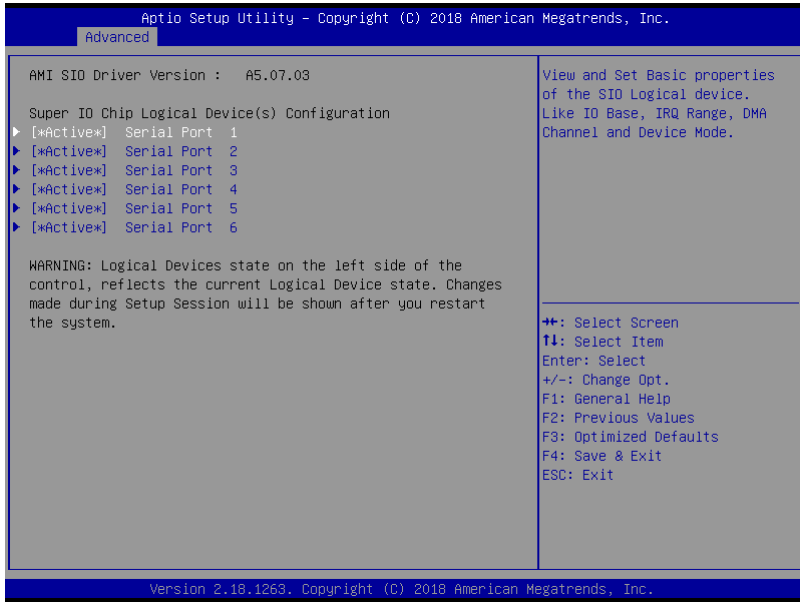 Aptio Setup Utility – Copyright (C) 2018 American Megatrends, Inc.
Advanced
AMI SIO Driver Version : A5.07.03
Super IO Chip Logical Device(s) Configuration
[*Active*] Serial Port 1
[*Active*] Serial Port 2
[*Active*] Serial Port 3
[*Active*] Serial Port 4
[*Active*] Serial Port 5
[*Active*] Serial Port 6
WARNING: Logical Devices state on the left side of the
control, reflects the current Logical Device state. Changes
made during Setup Session will be shown after you restart
the system.
View and Set Basic properties
of the SIO Logical device.
Like IO Base, IRQ Range, DMA
Channel and Device Mode.
→←: Select Screen
↑↓: Select Item
Enter: Select
+/-: Change Opt.
F1: General Help
F2: Previous Values
F3: Optimized Defaults
F4: Save & Exit
ESC: Exit
Version 2.18.1263. Copyright (C) 2018 American Megatrends, Inc.